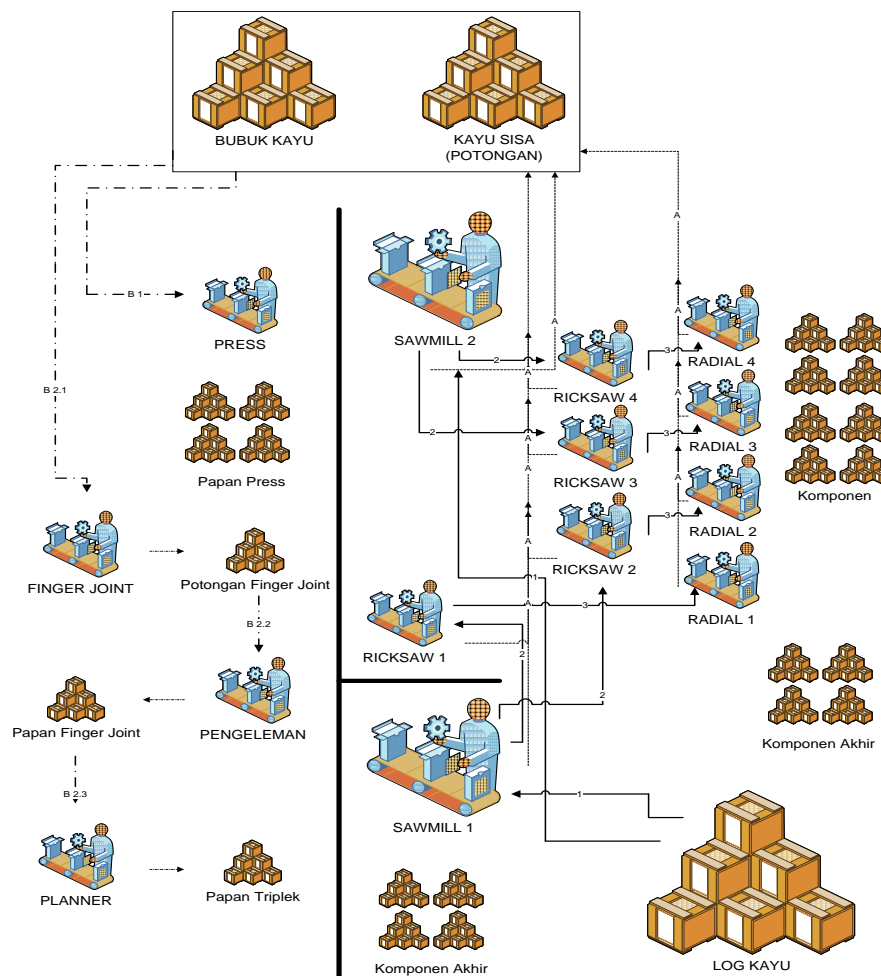 BUBUK KAYU
KAYU SISA
(POTONGAN)
A
A
A
SAWMILL 2
B 1
PRESS
A
A
2
3
RADIAL 4
B 2.1
A
A
RICKSAW 4
2
A
3
A
RADIAL 3
Papan Press
RICKSAW 3
A
Komponen
3
RADIAL 2
FINGER JOINT
Potongan Finger Joint
A
RICKSAW 2
1
A
3
RADIAL 1
B 2.2
RICKSAW 1
2
2
Papan Finger Joint
PENGELEMAN
Komponen Akhir
B 2.3
1
SAWMILL 1
PLANNER
Papan Triplek
Komponen Akhir
LOG KAYU